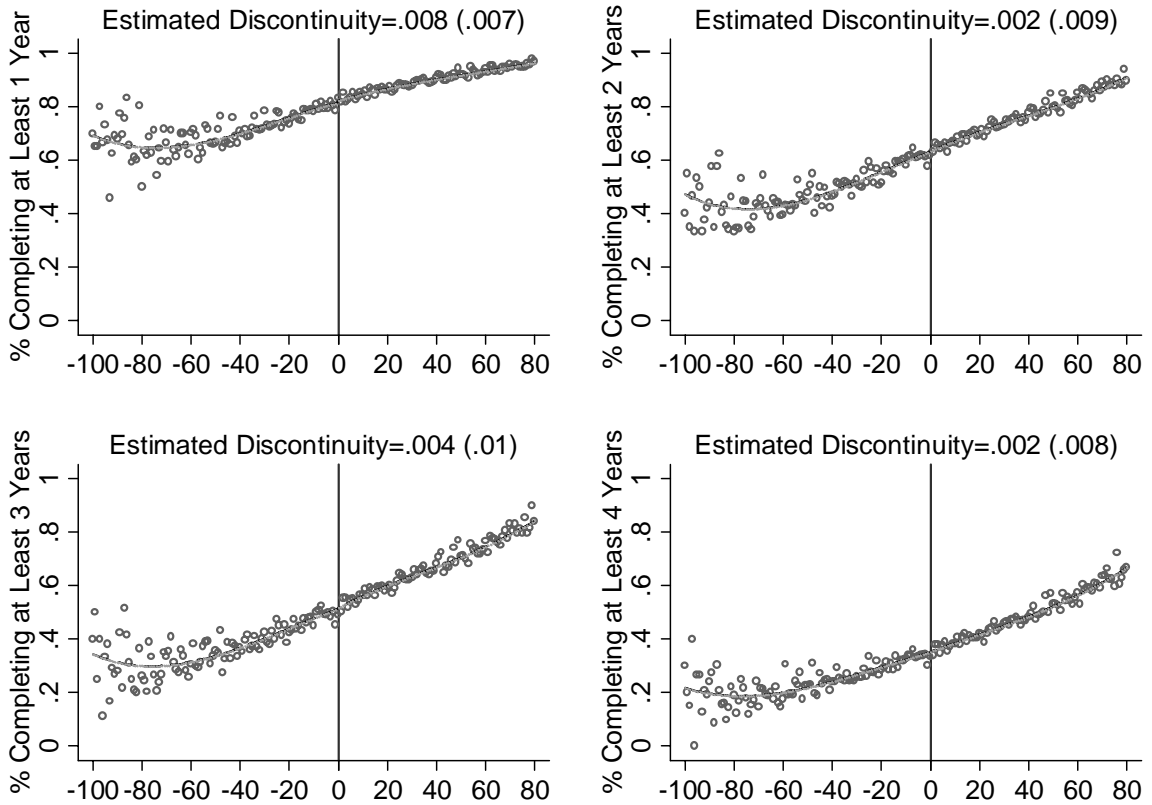 Estimated Discontinuity=.008 (.007)
% Completing at Least 1 Year
1
.8
.6
.4
.2
0
-100 -80 -60 -40 -20 0 20 40 60 80
Estimated Discontinuity=.002 (.009)
% Completing at Least 2 Years
1
.8
.6
.4
.2
0
-100 -80 -60 -40 -20 0 20 40 60 80
Estimated Discontinuity=.004 (.01)
% Completing at Least 3 Years
1
.8
.6
.4
.2
0
-100 -80 -60 -40 -20 0 20 40 60 80
Estimated Discontinuity=.002 (.008)
% Completing at Least 4 Years
1
.8
.6
.4
.2
0
-100 -80 -60 -40 -20 0 20 40 60 80